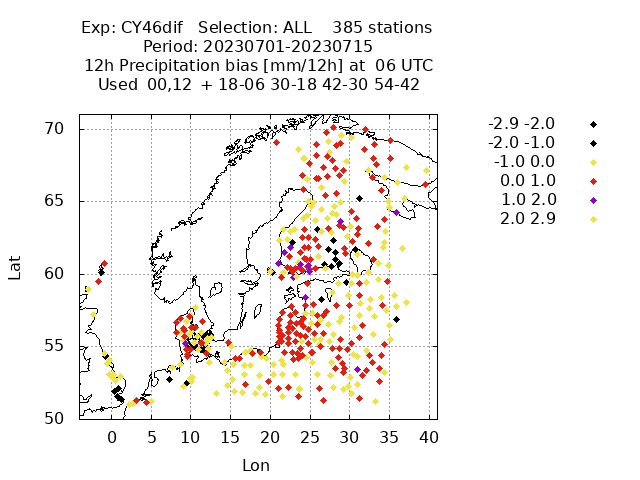 Exp: CY46dif   Selection: ALL    385 stations
Period: 20230701-20230715
12h Precipitation bias [mm/12h] at  06 UTC
Used  00,12  + 18-06 30-18 42-30 54-42
70
65
60
55
50
Lat
0 5 10 15 20 25 30 35 40
Lon
-2.9 -2.0
-2.0 -1.0
-1.0 0.0
0.0 1.0
1.0 2.0
2.0 2.9